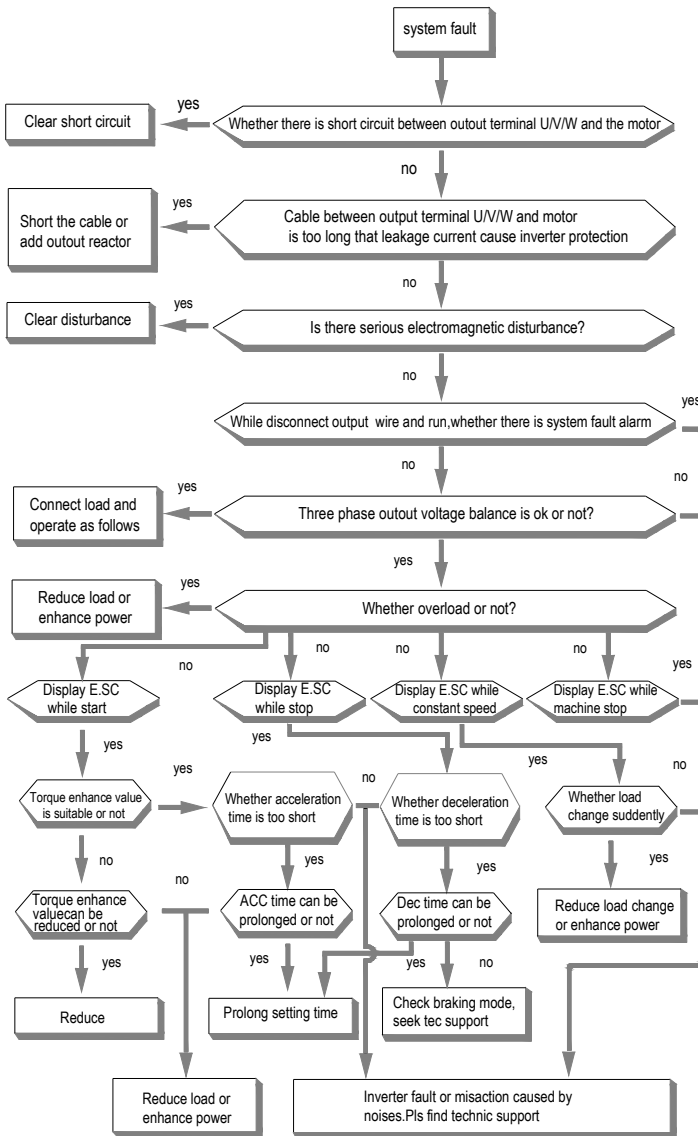 system fault
yes
Clear short circuit
Whether there is short circuit between outout terminal U/V/W and the motor
no
yes
Short the cable or
add outout reactor
Cable between output terminal U/V/W and motor
is too long that leakage current cause inverter protection
no
yes
Clear disturbance
Is there serious electromagnetic disturbance?
no
yes
While disconnect output wire and run,whether there is system fault alarm
no
no
yes
Connect load and
operate as follows
Three phase outout voltage balance is ok or not?
yes
yes
Reduce load or
enhance power
Whether overload or not?
no
no
no
no
yes
Display E.SC
while start
Display E.SC
while stop
Display E.SC while
constant speed
Display E.SC while
machine stop
yes
yes
yes
no
yes
no
Torque enhance value
is suitable or not
Whether acceleration
time is too short
Whether deceleration
time is too short
Whether load
change suddently
no
yes
yes
yes
no
Torque enhance
valuecan be
reduced or not
ACC time can be
prolonged or not
Dec time can be
prolonged or not
Reduce load change
or enhance power
yes
yes
yes
no
Reduce
Prolong setting time
Check braking mode,
seek tec support
Reduce load or
enhance power
Inverter fault or misaction caused by
noises.Pls find technic support